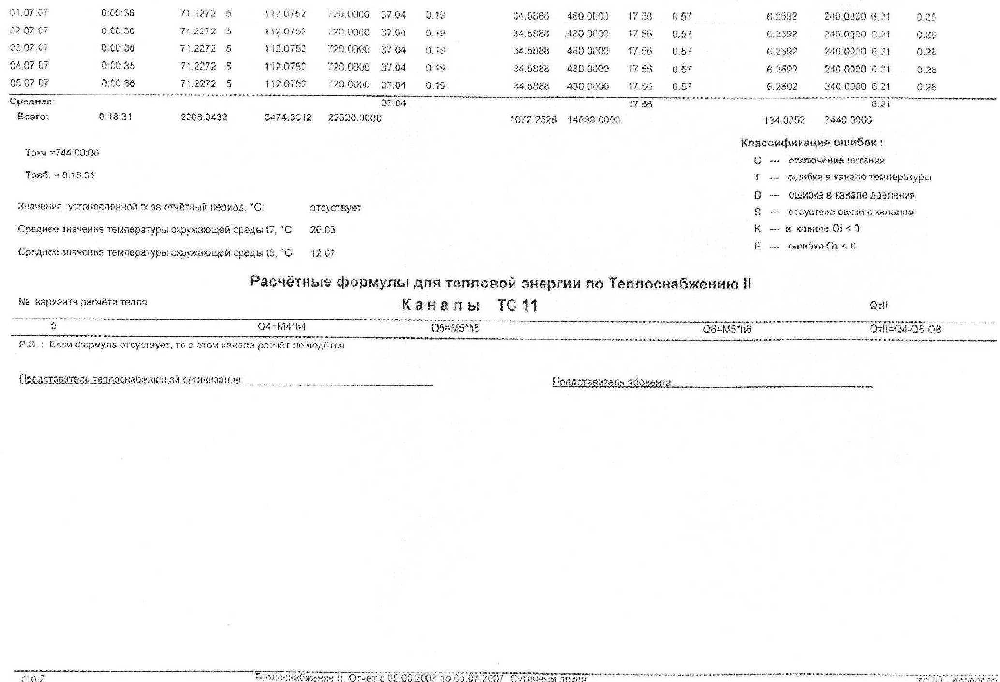 01.07.07 0:00:36 71.2272 5 112.0752 720.0000 37.04 0.19 34.5888 480.0000 17.56 0.57 6.2592 240.0000 6.21 0.28
02.07.07 0:00:36 71.2272 5 112.0752 720.0000 37.04 0.19 34.5888 480.0000 17.56 0.57 6.2592 240.0000 6.21 0.28
03.07.07 0:00:36 71.2272 5 112.0752 720.0000 37.04 0.19 34.5888 480.0000 17.56 0.57 6.2592 240.0000 6.21 0.28
04.07.07 0:00:35 71.2272 5 112.0752 720.0000 37.04 0.19 34.5888 480.0000 17.56 0.57 6.2592 240.0000 6.21 0.28
05.07.07 0:00:36 71.2272 5 112.0752 720.0000 37.04 0.19 34.5888 480.0000 17.56 0.57 6.2592 240.0000 6.21 0.28
Среднее: 37.04 17.56 6.21
Всего: 0:18:31 2208.0432 3474.3312 22320.0000 1072.2528 14880.0000 194.0352 7440.0000
Классификация ошибок :
Тотч =744:00:00
U --- отключение питания
Траб. = 0:18:31
T --- ошибка в канале температуры
D --- ошибка в канале давления
Значение установленной tx за отчётный период, °C: отсуствует
S --- отсуствие связи с каналом
Среднее значение температуры окружающей среды t7, °C 20.03
K --- в канале Qi < 0
E --- ошибка Qт < 0
Среднее значение температуры окружающей среды t8, °C 12.07
Расчётные формулы для тепловой энергии по Теплоснабжению II
№ варианта расчёта тепла Каналы ТС 11 QтII
5 Q4=M4*h4 Q5=M5*h5 Q6=M6*h6 QтII=Q4-Q5-Q6
P.S. : Если формула отсуствует, то в этом канале расчёт не ведётся
Представитель теплоснабжающей организации Представитель абонента
стр.2 Теплоснабжение II. Отчет с 05.06.2007 по 05.07.2007 Суточный архив ТС 11 - 00000000